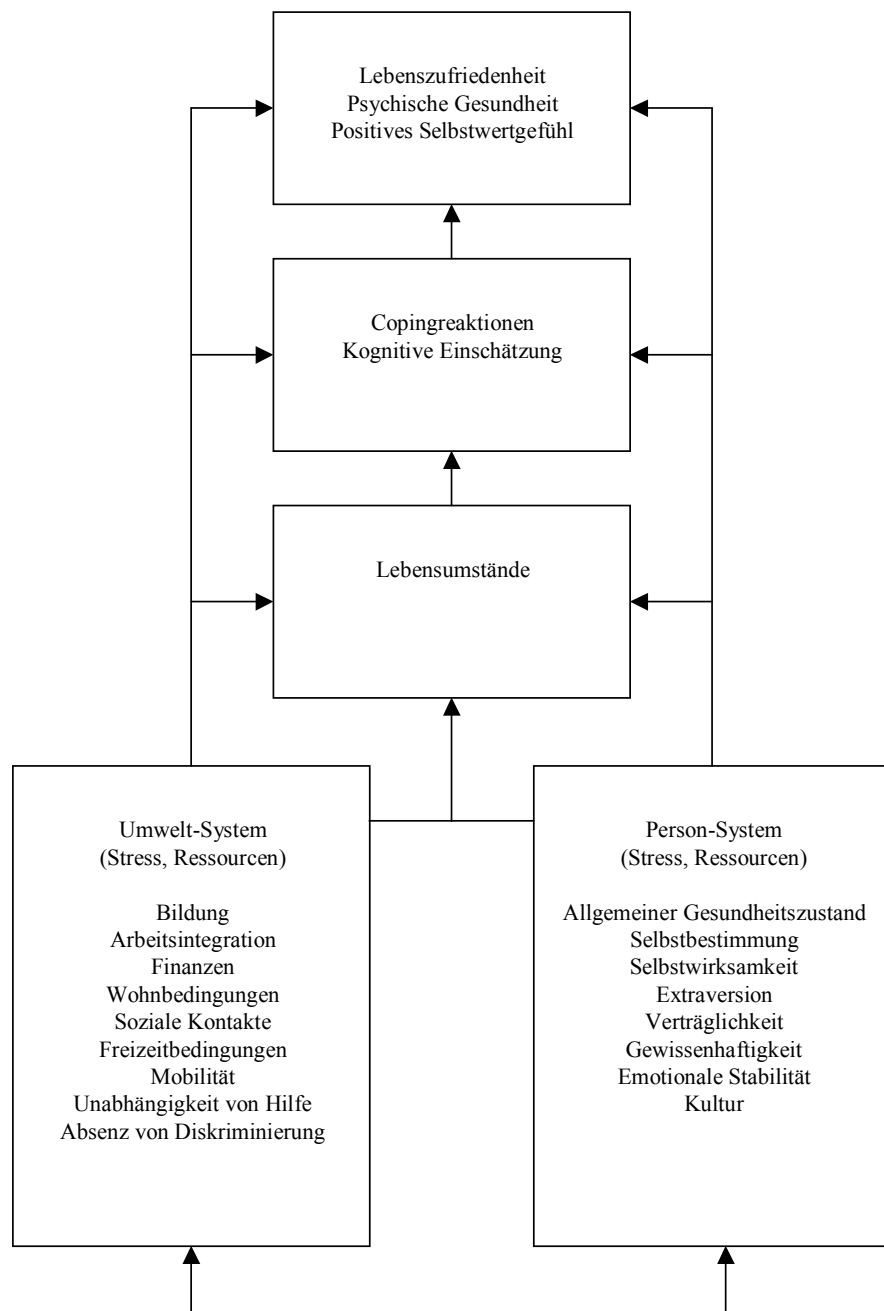 Lebenszufriedenheit
Psychische Gesundheit
Positives Selbstwertgefühl
Copingreaktionen
Kognitive Einschätzung
Lebensumstände
Umwelt-System
(Stress, Ressourcen)
Bildung
Arbeitsintegration
Finanzen
Wohnbedingungen
Soziale Kontakte
Freizeitbedingungen
Mobilität
Unabhängigkeit von Hilfe
Absenz von Diskriminierung
Person-System
(Stress, Ressourcen)
Allgemeiner Gesundheitszustand
Selbstbestimmung
Selbstwirksamkeit
Extraversion
Verträglichkeit
Gewissenhaftigkeit
Emotionale Stabilität
Kultur